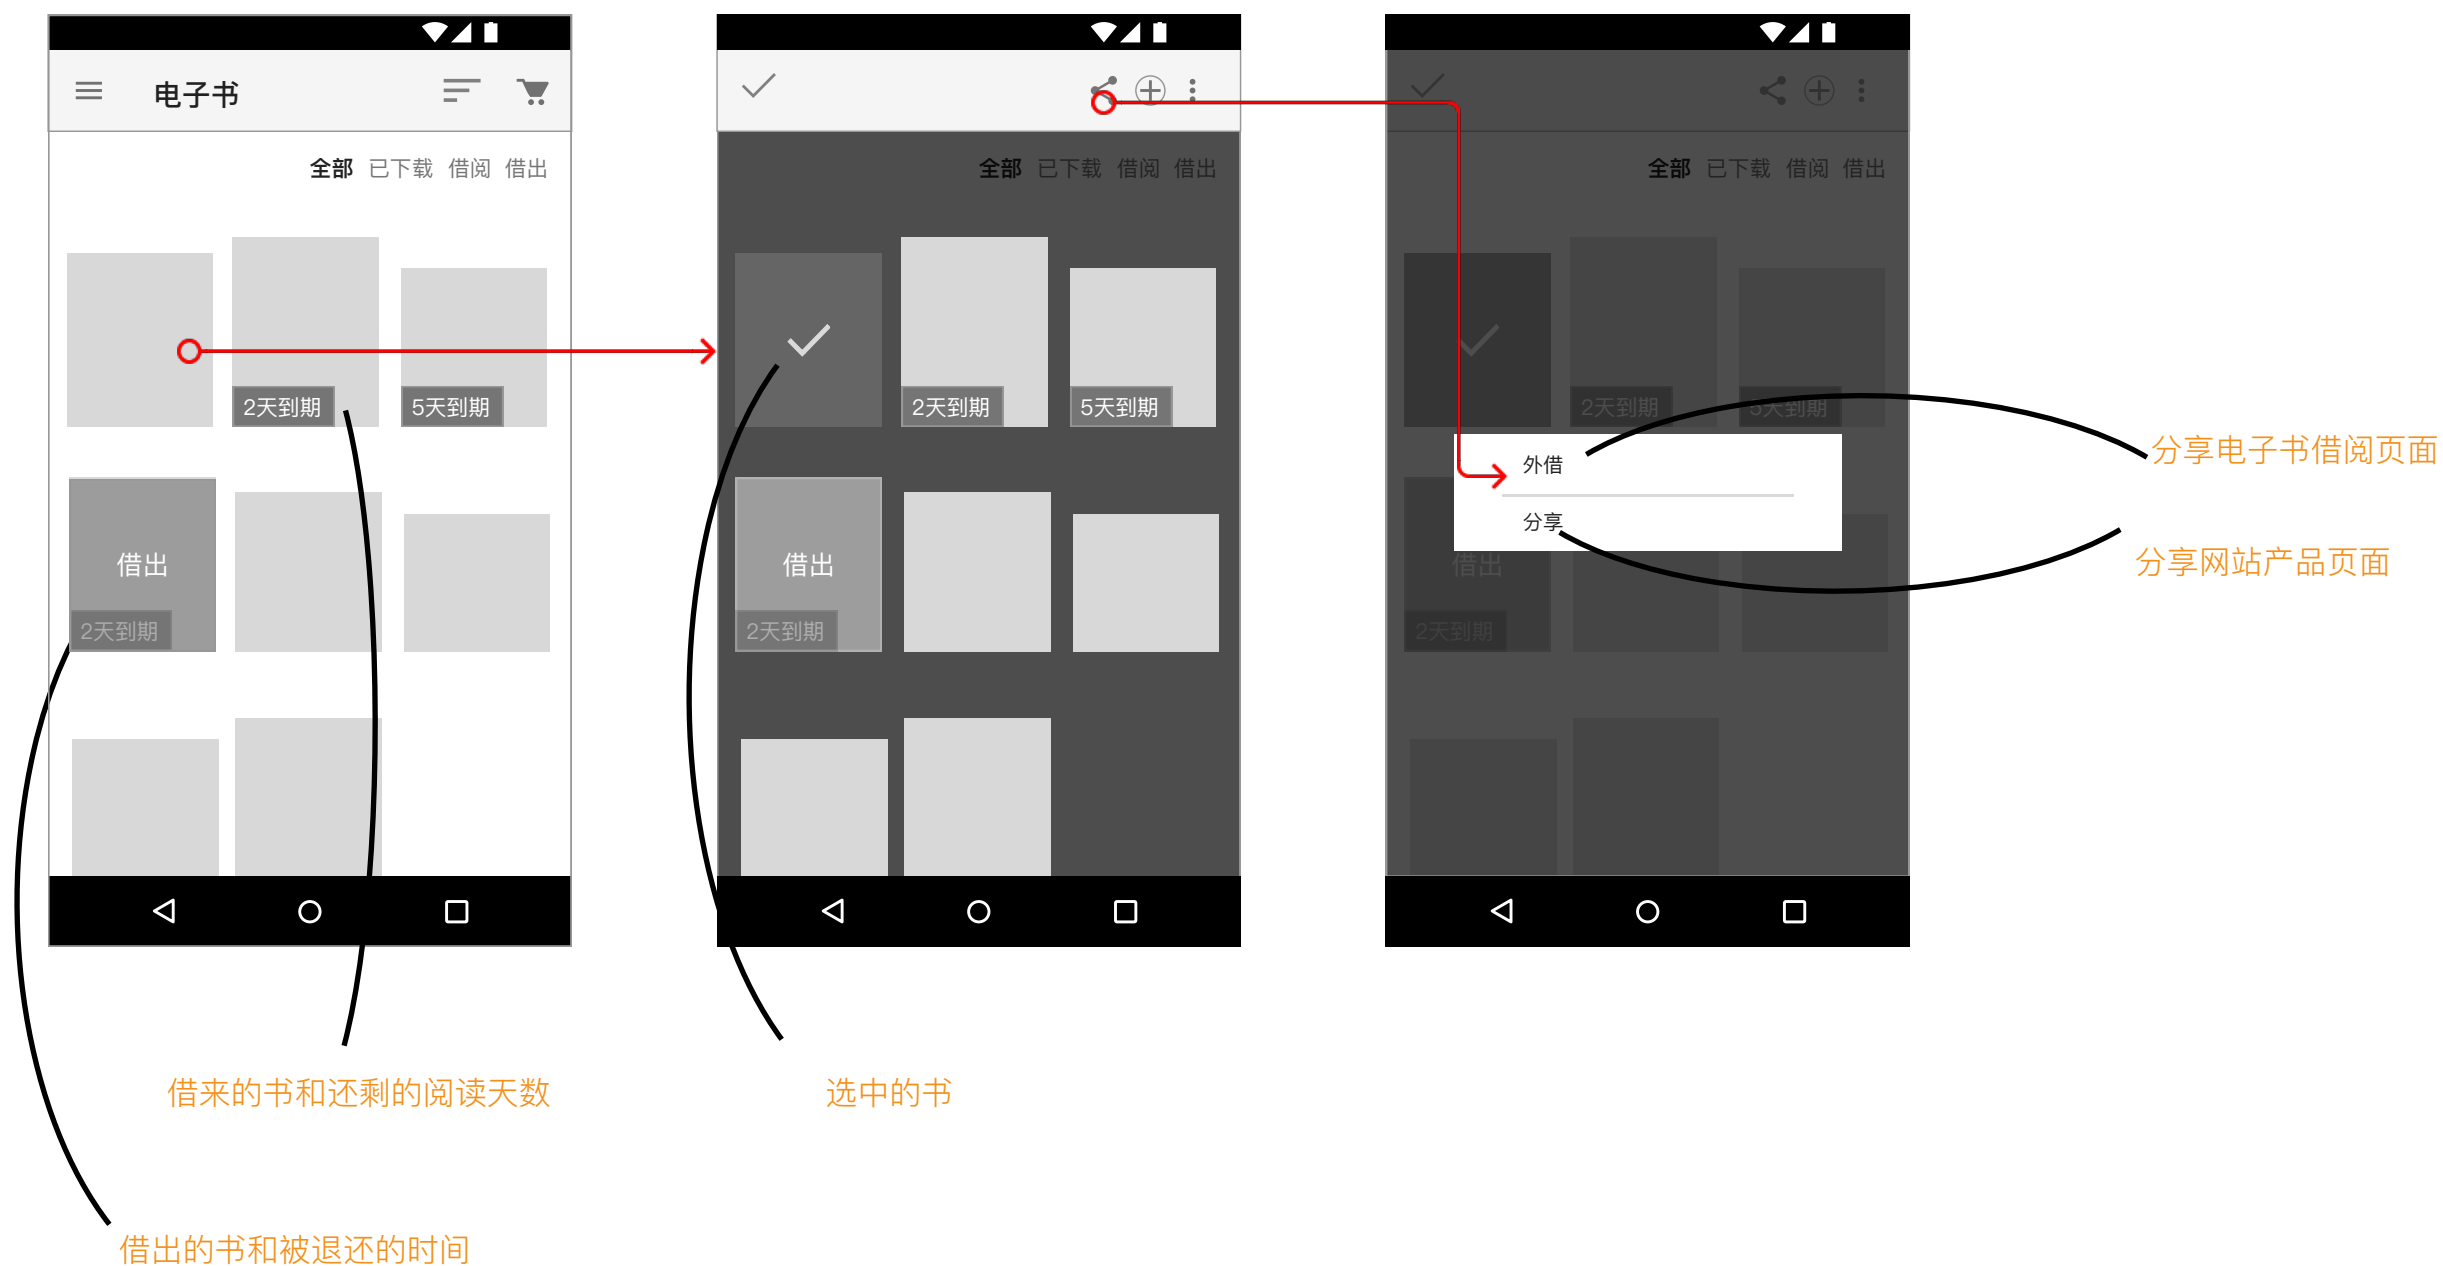 电子书
全部 已下载 借阅 借出
2天到期
5天到期
借出
2天到期
借来的书和还剩的阅读天数
借出的书和被退还的时间
全部 已下载 借阅 借出
2天到期
5天到期
借出
2天到期
选中的书
全部 已下载 借阅 借出
2天到期
5天到期
外借
分享
借出
2天到期
分享电子书借阅页面
分享网站产品页面